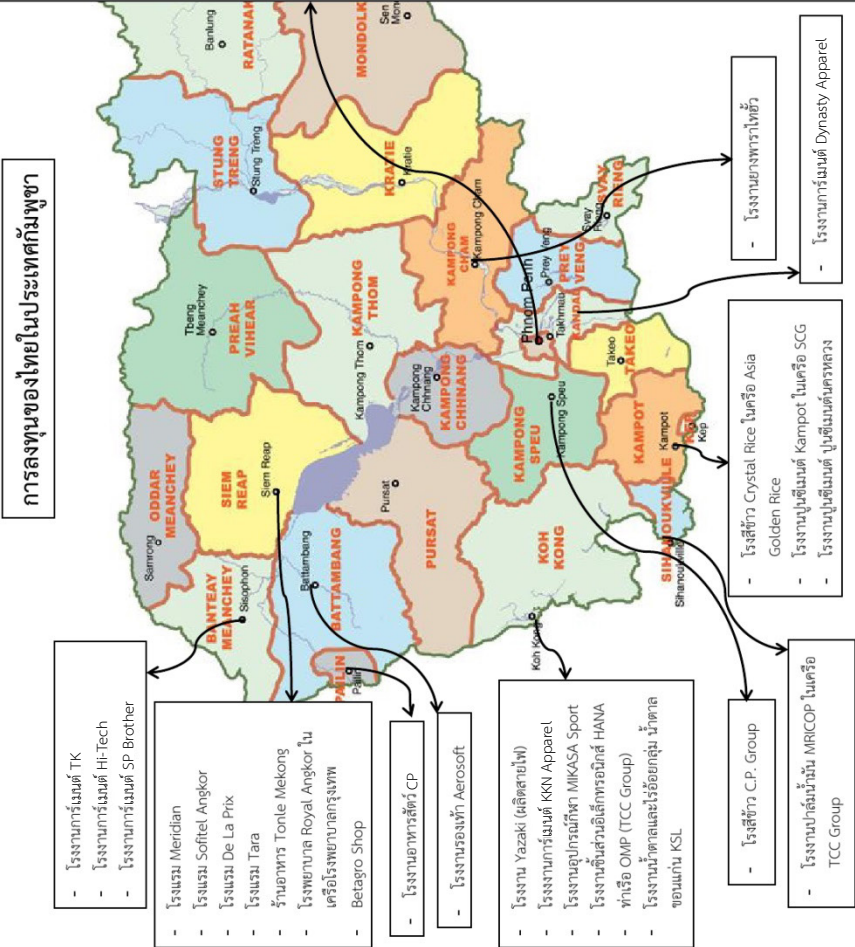 การลงทุนของไทยในประเทศกัมพูชา
- โรงงานการ์เมนต์ TK
- โรงงานการ์เมนต์ Hi-Tech
- โรงงานการ์เมนต์ SP Brother
- โรงแรม Meridian
- โรงแรม Sofitel Angkor
- โรงแรม De La Prix
- โรงแรม Tara
- ร้านอาหาร Tonle Mekong
- โรงพยาบาล Royal Angkor ใน
เครือโรงพยาบาลกรุงเทพ
- Betagro Shop
- โรงงานอาหารสัตว์ CP
- โรงงานรองเท้า Aerosoft
- โรงงาน Yazaki (ผลิตสายไฟ)
- โรงงานการ์เมนต์ KKN Apparel
- โรงงานอุปกรณ์กีฬา MIKASA Sport
- โรงงานชิ้นส่วนอิเล็กทรอนิกส์ HANA
- ท่าเรือ OMP (TCC Group)
- โรงงานน้ำตาลและไร่อ้อยกลุ่ม น้ำตาล
ขอนแก่น KSL
- โรงสีข้าว C.P. Group
- โรงงานปาล์มน้ำมัน MRICOP ในเครือ
TCC Group
- โรงสีข้าว Crystal Rice ในเครือ Asia
Golden Rice
- โรงงานปูนซีเมนต์ Kampot ในเครือ SCG
- โรงงานปูนซีเมนต์ ปูนซีเมนต์นครหลวง
- โรงงานการ์เมนต์ Dynasty Apparel
- โรงงานยางพาราไทยฮั้ว
ODDAR
MEANCHEY
Samrong
BANTEAY
MEANCHEY
Sisophon
SIEM
REAP
Siem Reap
PREAH
VIHEAR
Tbeng
Meanchey
STUNG
TRENG
Stung Treng
RATANAK
Banlung
MONDOLK
Sen
Mono
BATTAMBANG
Battambang
PAILIN
Pailin
PURSAT
Pursat
KAMPONG
THOM
Kampong Thom
KAMPONG
CHHNANG
Kampong
Chhnang
KRATIE
Kratie
KAMPONG
CHAM
Kampong Cham
KOH
KONG
Koh Kong
KAMPONG
SPEU
Kampong Speu
Phnom Penh
KANDAL
Takhmau
PREY
VENG
Prey Veng
SVAY
RIENG
Svay
Rieng
TAKEO
Takeo
KAMPOT
Kampot
Kep
SIHANOUKVILLE
Sihanoukville